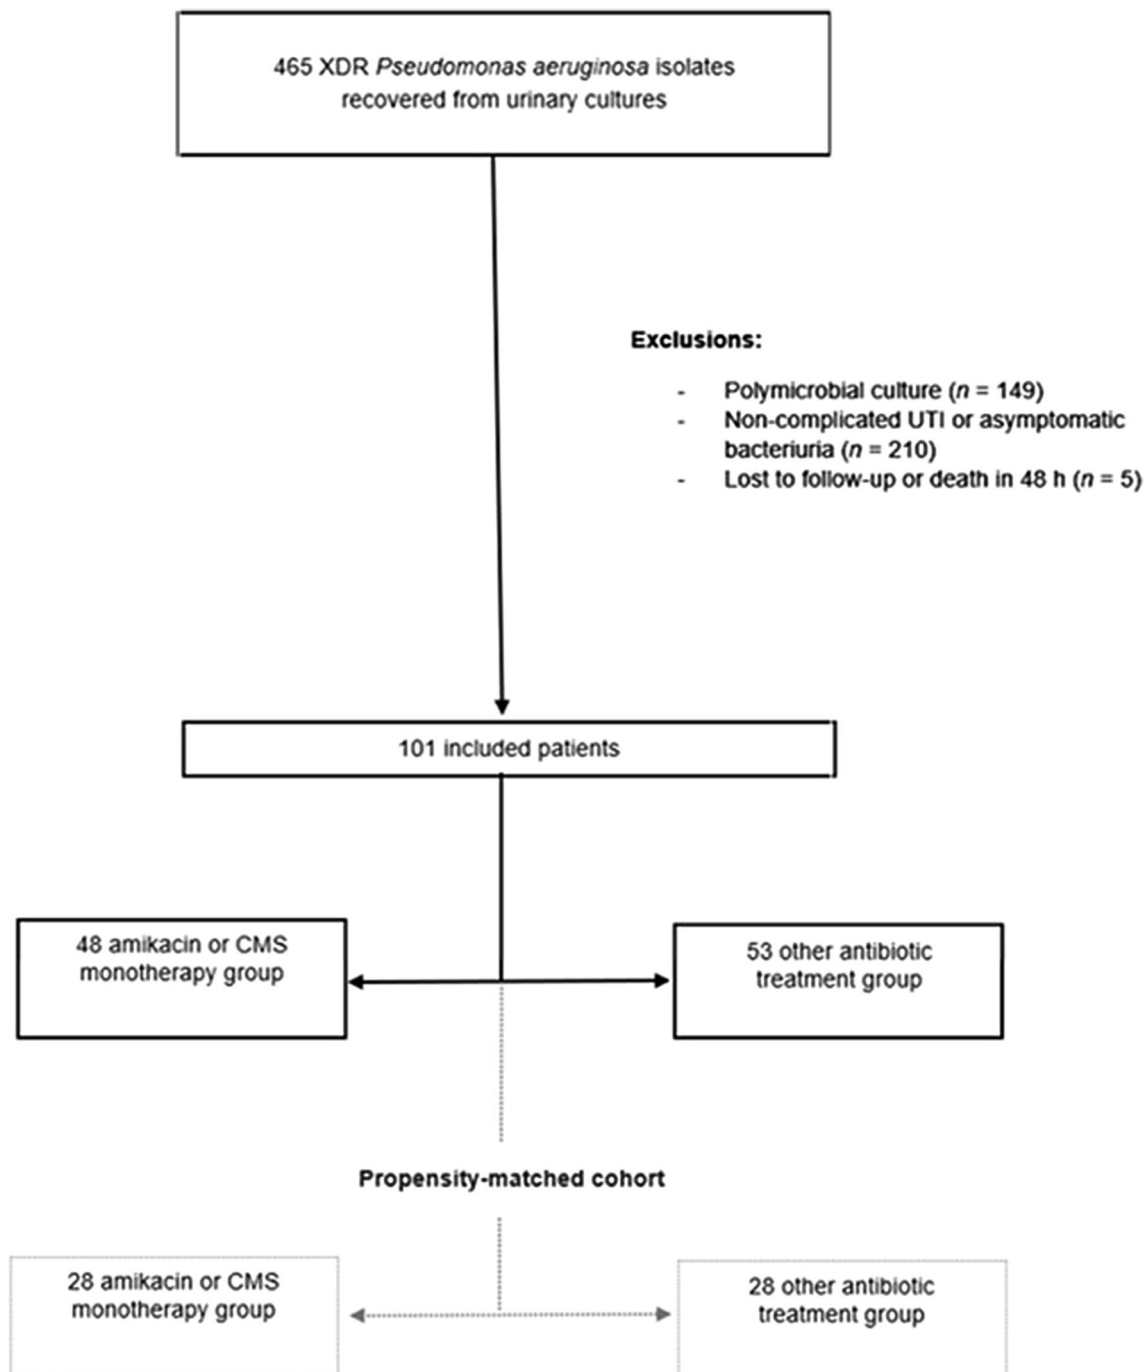 465 XDR Pseudomonas aeruginosa isolates
recovered from urinary cultures
Exclusions:
- Polymicrobial culture (n = 149)
- Non-complicated UTI or asymptomatic
bacteriuria (n = 210)
- Lost to follow-up or death in 48 h (n = 5)
101 included patients
48 amikacin or CMS
monotherapy group
53 other antibiotic
treatment group
Propensity-matched cohort
28 amikacin or CMS
monotherapy group
28 other antibiotic
treatment group